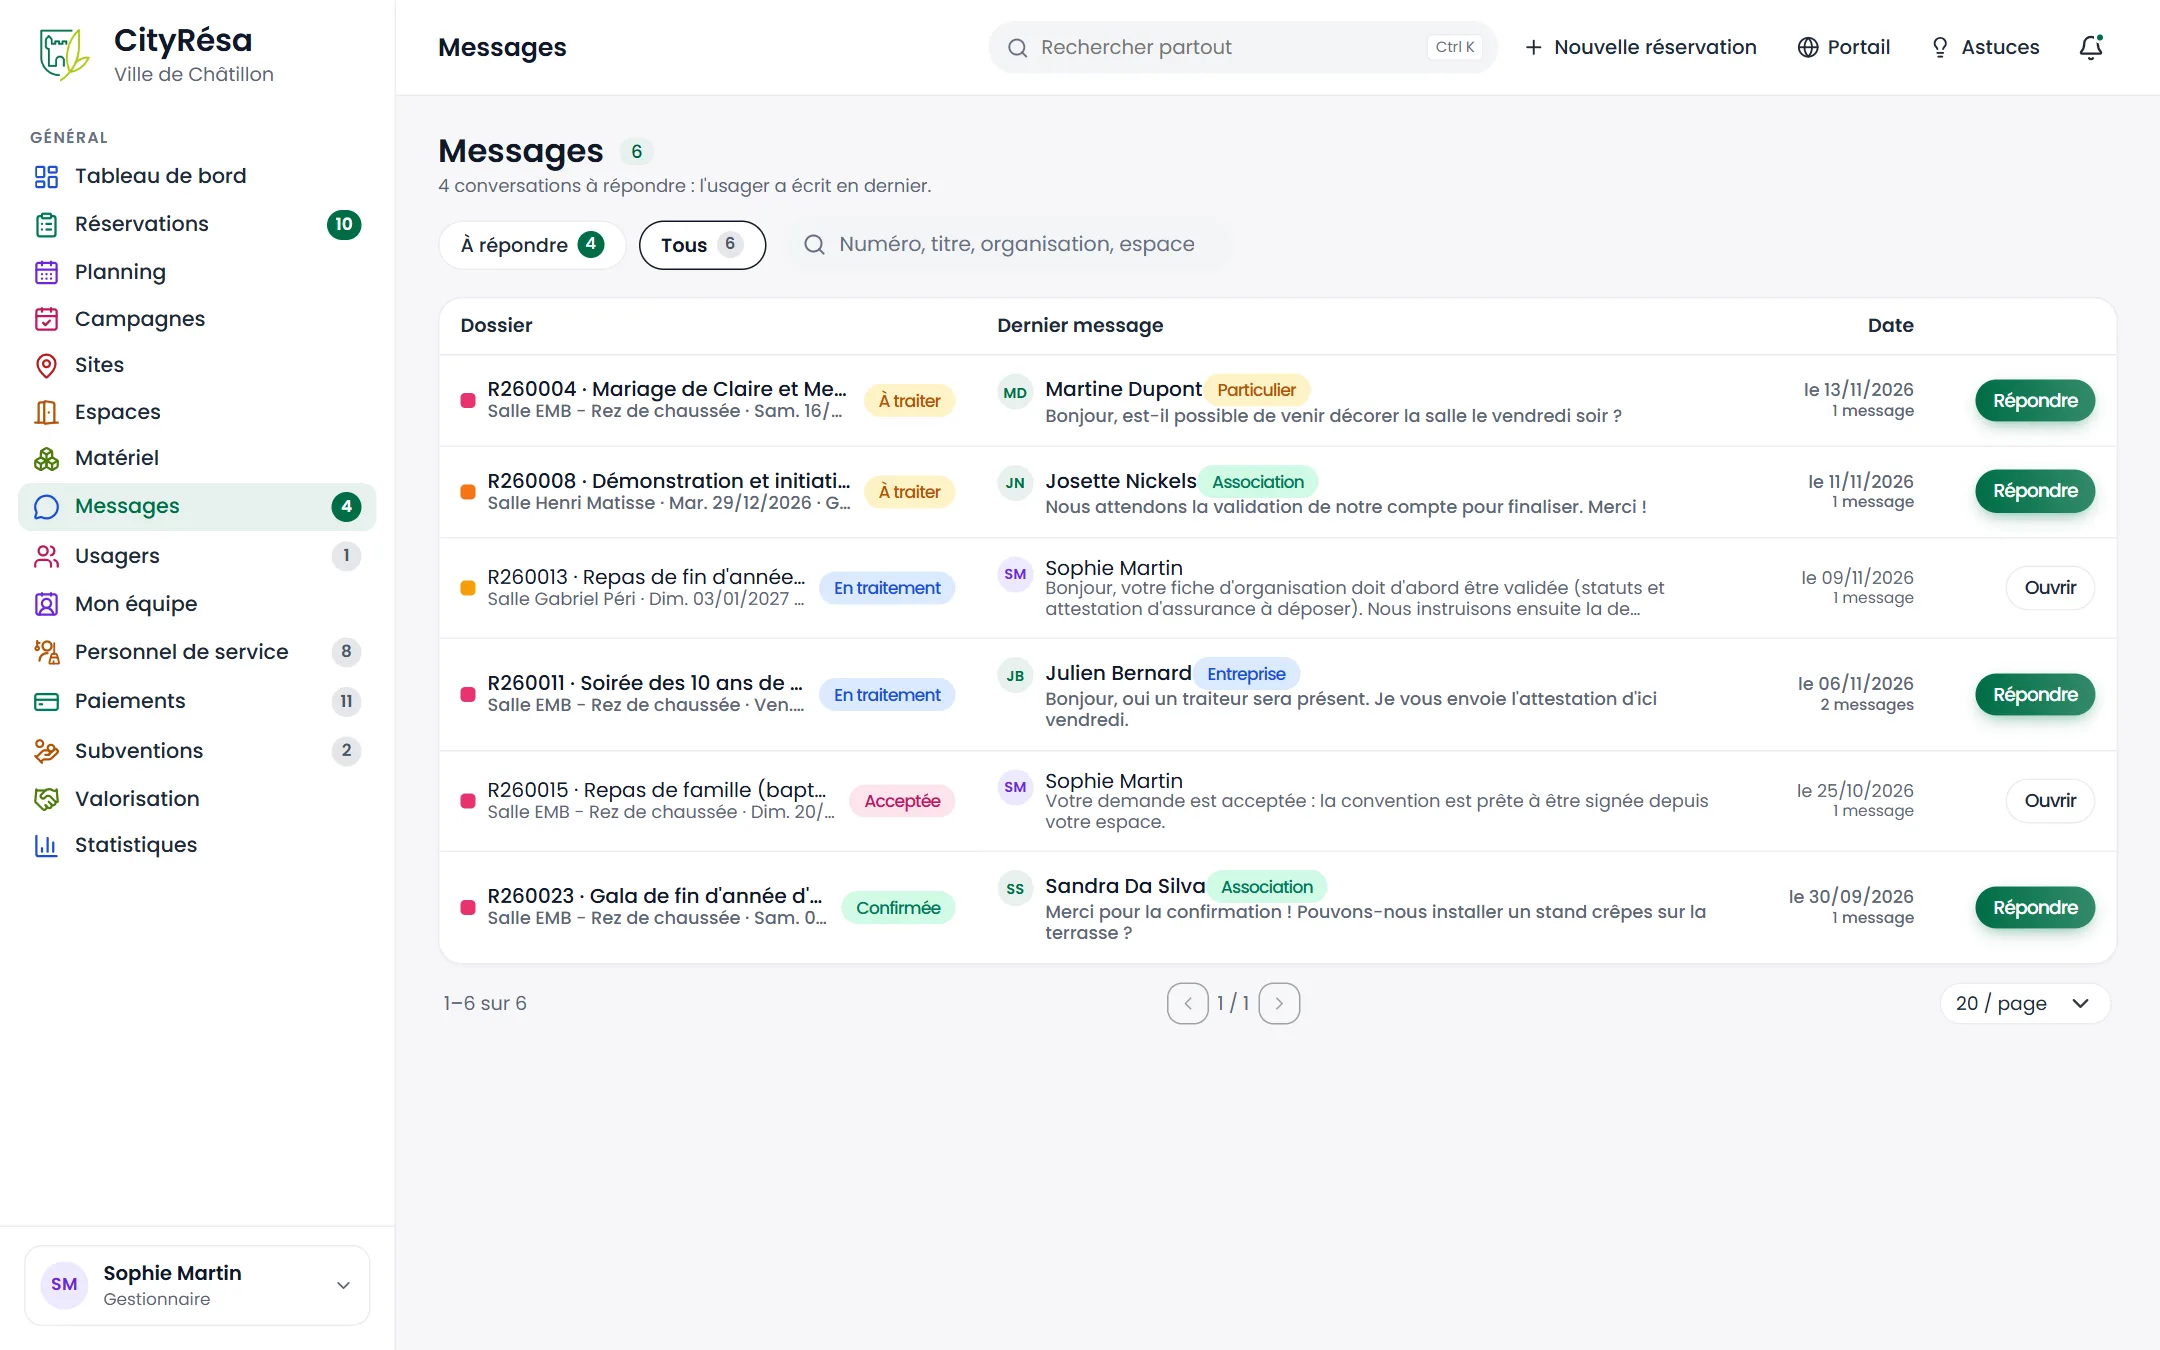 CityRésa
Ville de Châtillon
GÉNÉRAL
Tableau de bord
Réservations 10
Planning
Campagnes
Sites
Espaces
Matériel
Messages 4
Usagers 1
Mon équipe
Personnel de service 8
Paiements 11
Subventions 2
Valorisation
Statistiques
SM Sophie Martin
Gestionnaire
Messages
Rechercher partout Ctrl K
Nouvelle réservation
Portail
Astuces
Messages 6
4 conversations à répondre : l'usager a écrit en dernier.
À répondre 4
Tous 6
Numéro, titre, organisation, espace
Dossier Dernier message Date
R260004 · Mariage de Claire et Me...
Salle EMB - Rez de chaussée · Sam. 16/...
À traiter
MD Martine Dupont Particulier
Bonjour, est-il possible de venir décorer la salle le vendredi soir ?
le 13/11/2026
1 message
Répondre
R260008 · Démonstration et initiati...
Salle Henri Matisse · Mar. 29/12/2026 · G...
À traiter
JN Josette Nickels Association
Nous attendons la validation de notre compte pour finaliser. Merci !
le 11/11/2026
1 message
Répondre
R260013 · Repas de fin d'année...
Salle Gabriel Péri · Dim. 03/01/2027 ...
En traitement
SM Sophie Martin
Bonjour, votre fiche d'organisation doit d'abord être validée (statuts et
attestation d'assurance à déposer). Nous instruisons ensuite la de...
le 09/11/2026
1 message
Ouvrir
R260011 · Soirée des 10 ans de ...
Salle EMB - Rez de chaussée · Ven....
En traitement
JB Julien Bernard Entreprise
Bonjour, oui un traiteur sera présent. Je vous envoie l'attestation d'ici
vendredi.
le 06/11/2026
2 messages
Répondre
R260015 · Repas de famille (bapt...
Salle EMB - Rez de chaussée · Dim. 20/...
Acceptée
SM Sophie Martin
Votre demande est acceptée : la convention est prête à être signée depuis
votre espace.
le 25/10/2026
1 message
Ouvrir
R260023 · Gala de fin d'année d'...
Salle EMB - Rez de chaussée · Sam. 0...
Confirmée
SS Sandra Da Silva Association
Merci pour la confirmation ! Pouvons-nous installer un stand crêpes sur la
terrasse ?
le 30/09/2026
1 message
Répondre
1–6 sur 6
1 / 1
20 / page